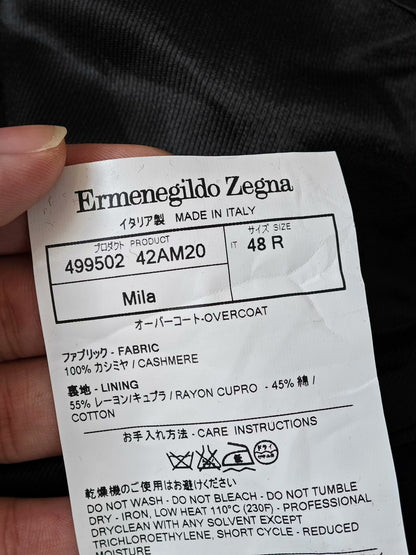 Ermenegildo Zegna
イタリア製 MADE IN ITALY
プロダクト PRODUCT サイズ SIZE
499502 42AM20 IT 48 R
Mila
オーバーコート-OVERCOAT
ファブリック - FABRIC
100% カシミヤ / CASHMERE
裏地 - LINING
55% レーヨン/キュプラ / RAYON CUPRO - 45% 綿 /
COTTON
お手入れ方法 - CARE INSTRUCTIONS
ドライ
乾燥機のご使用はお避けください。
DO NOT WASH - DO NOT BLEACH - DO NOT TUMBLE
DRY - IRON, LOW HEAT 110°C (230F) - PROFESSIONAL
DRYCLEAN WITH ANY SOLVENT EXCEPT
TRICHLOROETHYLENE, SHORT CYCLE - REDUCED
MOISTURE